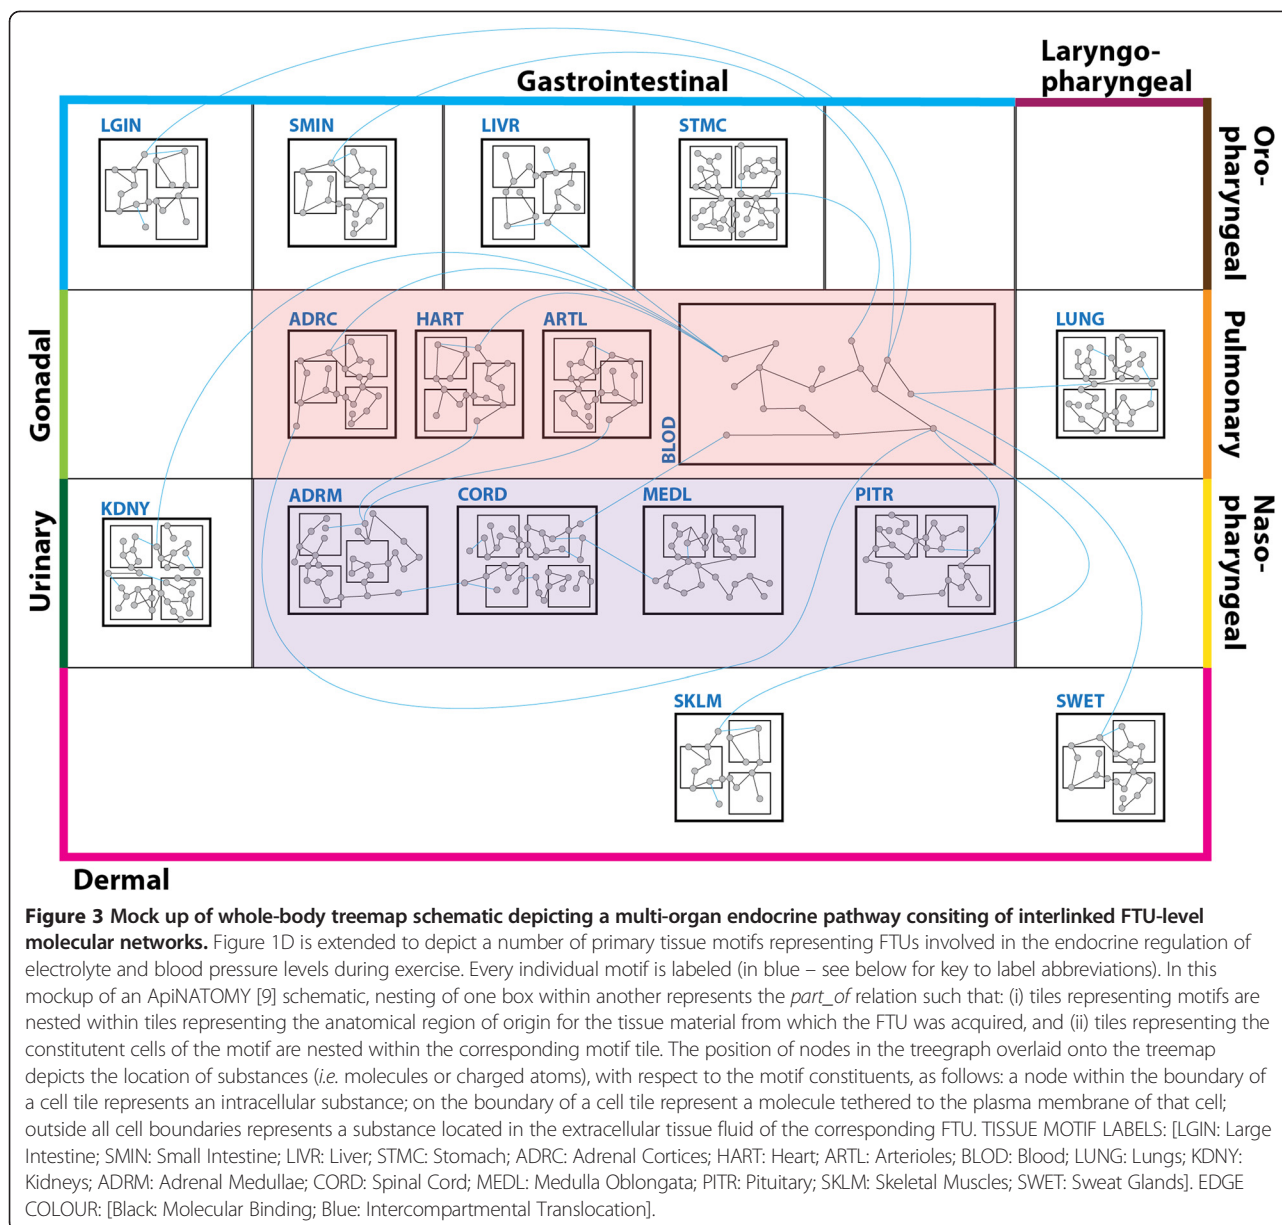 Laryngo-
pharyngeal
Gastrointestinal
LGIN
SMIN
LIVR
STMC
Oro-
pharyngeal
Gonadal
ADRC
HART
ARTL
BLOD
LUNG
Pulmonary
Urinary
KDNY
ADRM
CORD
MEDL
PITR
Naso-
pharyngeal
SKLM
SWET
Dermal
Figure 3 Mock up of whole-body treemap schematic depicting a multi-organ endocrine pathway consiting of interlinked FTU-level
molecular networks. Figure 1D is extended to depict a number of primary tissue motifs representing FTUs involved in the endocrine regulation of
electrolyte and blood pressure levels during exercise. Every individual motif is labeled (in blue – see below for key to label abbreviations). In this
mockup of an ApiNATOMY [9] schematic, nesting of one box within another represents the part_of relation such that: (i) tiles representing motifs are
nested within tiles representing the anatomical region of origin for the tissue material from which the FTU was acquired, and (ii) tiles representing the
constitutent cells of the motif are nested within the corresponding motif tile. The position of nodes in the treegraph overlaid onto the treemap
depicts the location of substances (i.e. molecules or charged atoms), with respect to the motif constituents, as follows: a node within the boundary of
a cell tile represents an intracellular substance; on the boundary of a cell tile represent a molecule tethered to the plasma membrane of that cell;
outside all cell boundaries represents a substance located in the extracellular tissue fluid of the corresponding FTU. TISSUE MOTIF LABELS: [LGIN: Large
Intestine; SMIN: Small Intestine; LIVR: Liver; STMC: Stomach; ADRC: Adrenal Cortices; HART: Heart; ARTL: Arterioles; BLOD: Blood; LUNG: Lungs; KDNY:
Kidneys; ADRM: Adrenal Medullae; CORD: Spinal Cord; MEDL: Medulla Oblongata; PITR: Pituitary; SKLM: Skeletal Muscles; SWET: Sweat Glands]. EDGE
COLOUR: [Black: Molecular Binding; Blue: Intercompartmental Translocation].